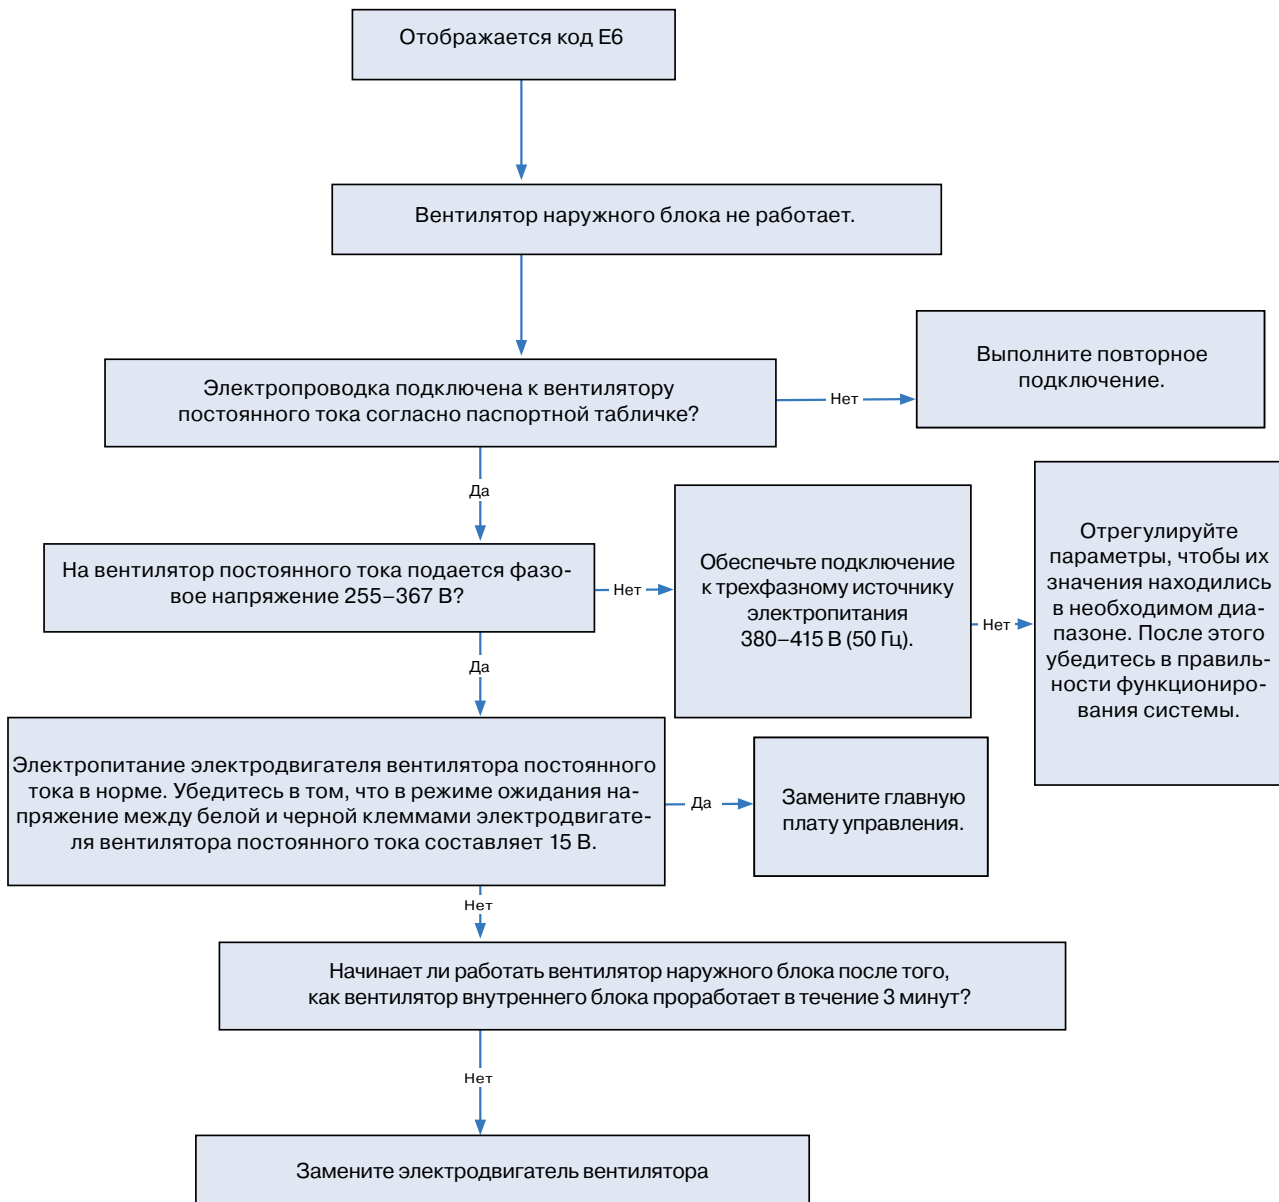 Отображается код E6
Вентилятор наружного блока не работает.
Выполните повторное
подключение.
Электропроводка подключена к вентилятору
постоянного тока согласно паспортной табличке?
Нет
Да
На вентилятор постоянного тока подается фазо-
вое напряжение 255–367 В?
Нет
Обеспечьте подключение
к трехфазному источнику
электропитания
380–415 В (50 Гц).
Нет
Отрегулируйте
параметры, чтобы их
значения находились
в необходимом диа-
пазоне. После этого
убедитесь в правиль-
ности функциониро-
вания системы.
Да
Электропитание электродвигателя вентилятора постоянного
тока в норме. Убедитесь в том, что в режиме ожидания на-
пряжение между белой и черной клеммами электродвигате-
ля вентилятора постоянного тока составляет 15 В.
Да
Замените главную
плату управления.
Нет
Начинает ли работать вентилятор наружного блока после того,
как вентилятор внутреннего блока проработает в течение 3 минут?
Нет
Замените электродвигатель вентилятора